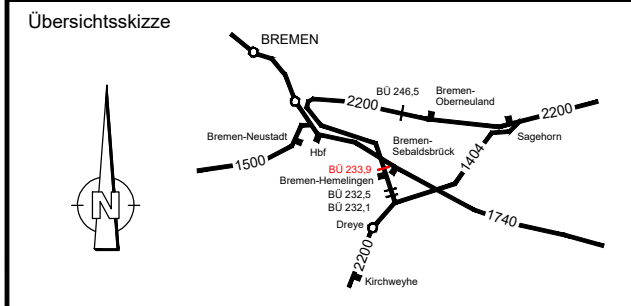 Übersichtsskizze
BREMEN
BÜ 246,5
Bremen-
Oberneuland
2200
2200
Bremen-Neustadt
Hbf
Bremen-
Sebaldsbrück
Sagehorn
1500
BÜ 233,9
1404
Bremen-Hemelingen
BÜ 232,5
BÜ 232,1
N
Dreye
1740
2200
Kirchweyhe